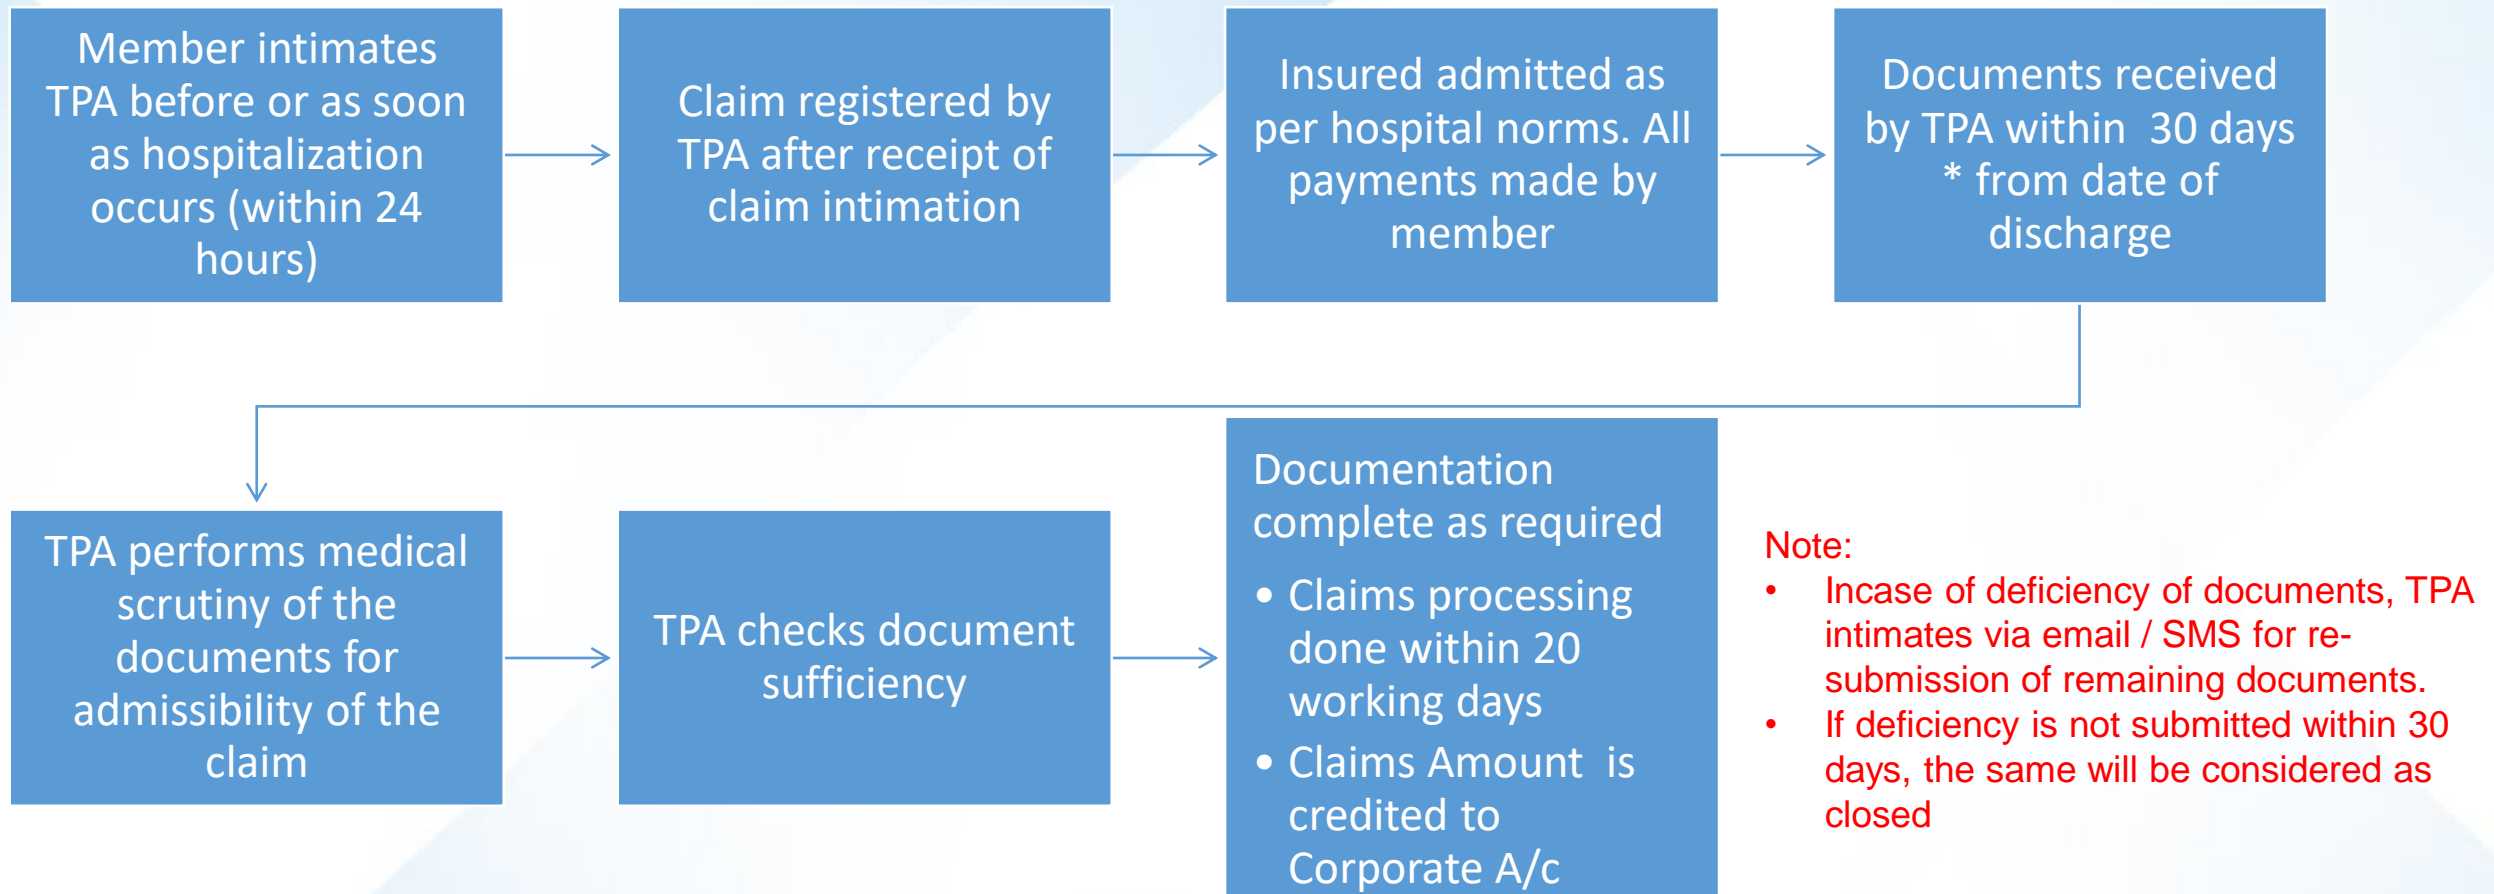 Member intimates
TPA before or as soon
as hospitalization
occurs (within 24
hours)
Claim registered by
TPA after receipt of
claim intimation
Insured admitted as
per hospital norms. All
payments made by
member
Documents received
by TPA within 30 days
* from date of
discharge
TPA performs medical
scrutiny of the
documents for
admissibility of the
claim
TPA checks document
sufficiency
Documentation
complete as required
• Claims processing
done within 20
working days
• Claims Amount is
credited to
Corporate A/c
Note:
• Incase of deficiency of documents, TPA
intimates via email / SMS for re-
submission of remaining documents.
• If deficiency is not submitted within 30
days, the same will be considered as
closed